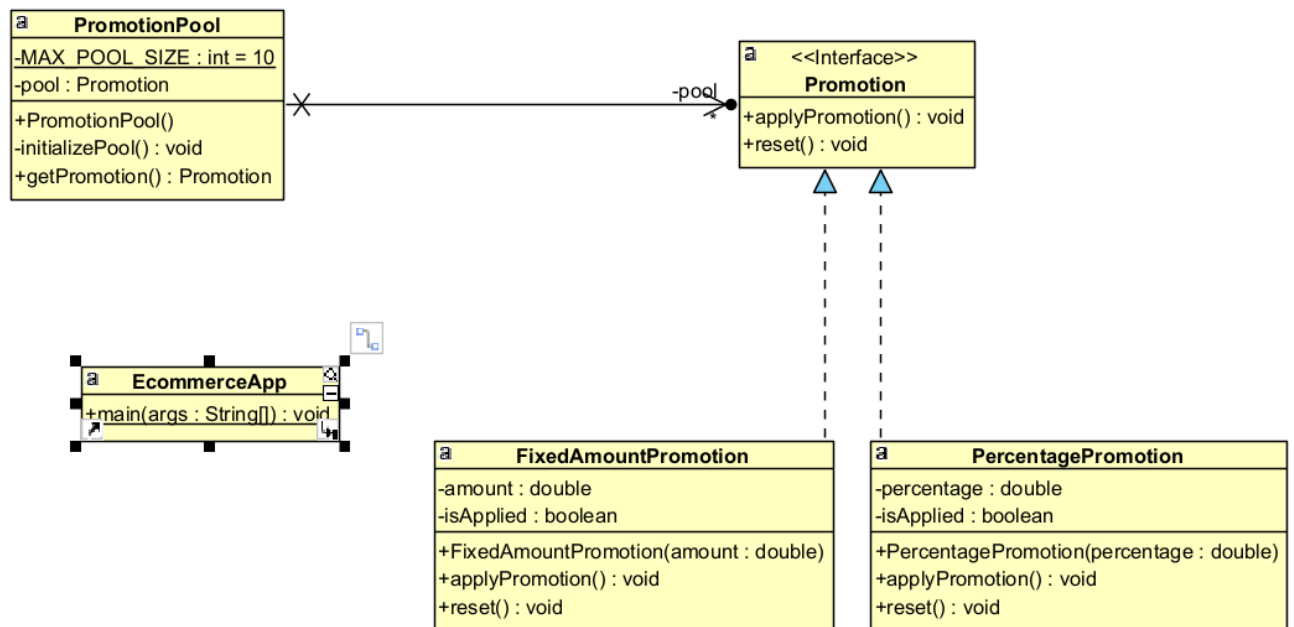 a PromotionPool
-MAX_POOL_SIZE : int = 10
-pool : Promotion
+PromotionPool()
-initializePool() : void
+getPromotion() : Promotion
-pool
*
a <<Interface>>
Promotion
+applyPromotion() : void
+reset() : void
a EcommerceApp
+main(args : String[]) : void
a FixedAmountPromotion
-amount : double
-isApplied : boolean
+FixedAmountPromotion(amount : double)
+applyPromotion() : void
+reset() : void
a PercentagePromotion
-percentage : double
-isApplied : boolean
+PercentagePromotion(percentage : double)
+applyPromotion() : void
+reset() : void